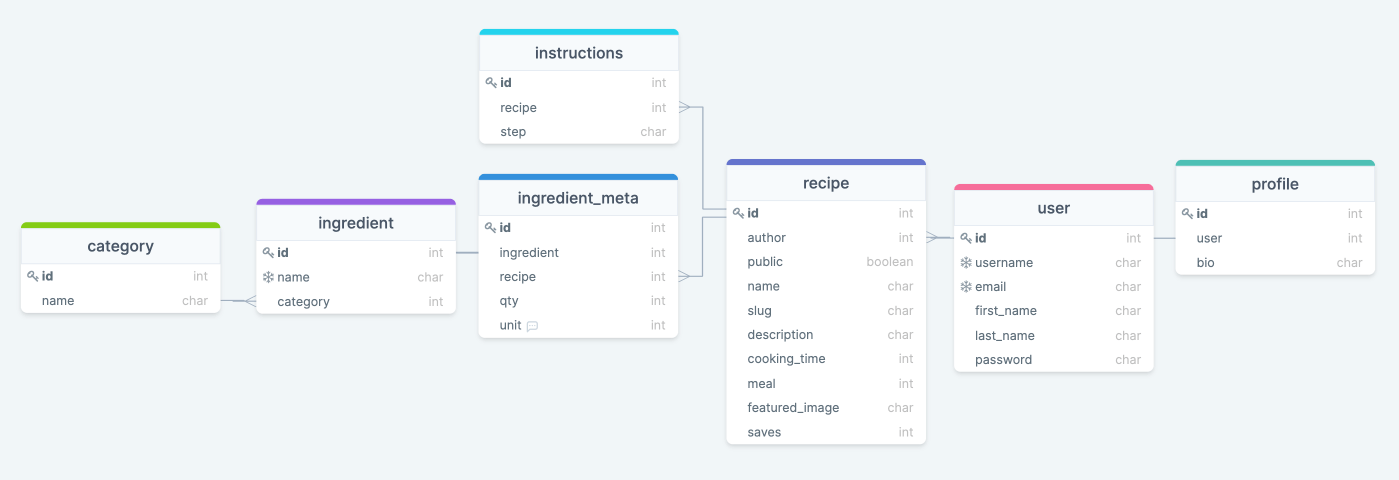 instructions
id int
recipe int
step char
ingredient_meta
id int
ingredient int
recipe int
qty int
unit int
category
id int
name char
ingredient
id int
name char
category int
recipe
id int
author int
public boolean
name char
slug char
description char
cooking_time int
meal int
featured_image char
saves int
user
id int
username char
email char
first_name char
last_name char
password char
profile
id int
user int
bio char